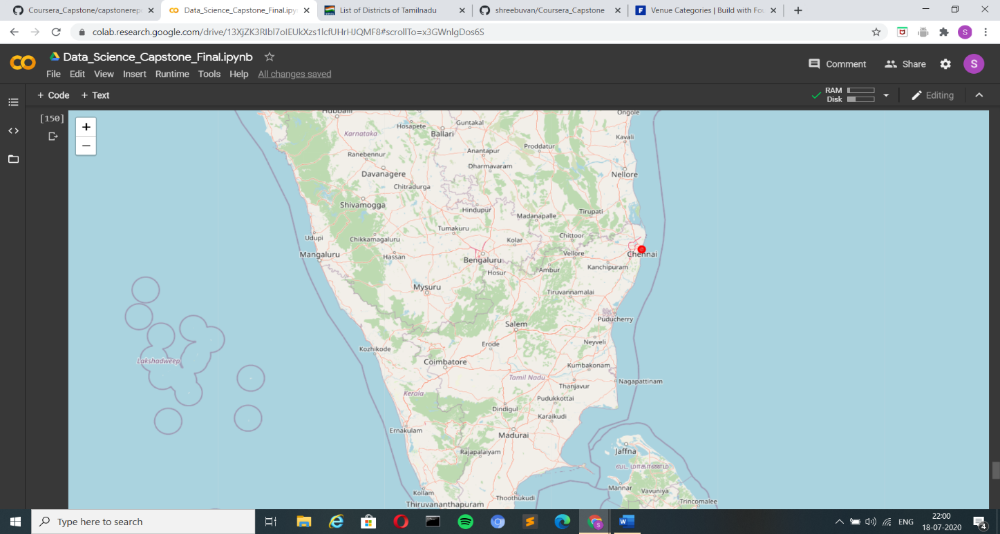 Coursera_Capstone/capstonerep
Data_Science_Capstone_Final.ipy
List of Districts of Tamilnadu
shreebuvan/Coursera_Capstone
Venue Categories | Build with Fou
colab.research.google.com/drive/13XjZK3RIbl7oIEUkXzs1lcfUHrHJQMF8#scrollTo=x3GWnlgDos6S
S
CO
Data_Science_Capstone_Final.ipynb
Comment
Share
S
File Edit View Insert Runtime Tools Help All changes saved
+ Code + Text
RAM
Disk
Editing
[150]
+
−
Hubballi
Ongole
Hosapete
Guntakal
Karnataka
Ballari
Kavali
Ranebennur
Anantapur
Proddatur
Dharmavaram
Davanagere
Nellore
Chitradurga
Shivamogga
Hindupur
Tirupati
Madanapalle
Tumakuru
Udupi
Chikkamagaluru
Kolar
Chittoor
Mangaluru
Hassan
Bengaluru
Vellore
Chennai
Hosur
Ambur
Kanchipuram
Mysuru
Tiruvannamalai
Salem
Puducherry
Erode
Neyveli
Kozhikode
Lakshadweep
Coimbatore
Kumbakonam
Tamil Nadu
Nagapattinam
Kerala
Thanjavur
Pudukkottai
Dindigul
Karaikudi
Ernakulam
Madurai
Rajapalaiyam
Jaffna
வட மாகாணம்
Mannar
Vavuniya
Kollam
Thoothukudi
Trincomalee
Thiruvananthapuram
Type here to search
ENG
22:00
18-07-2020
4